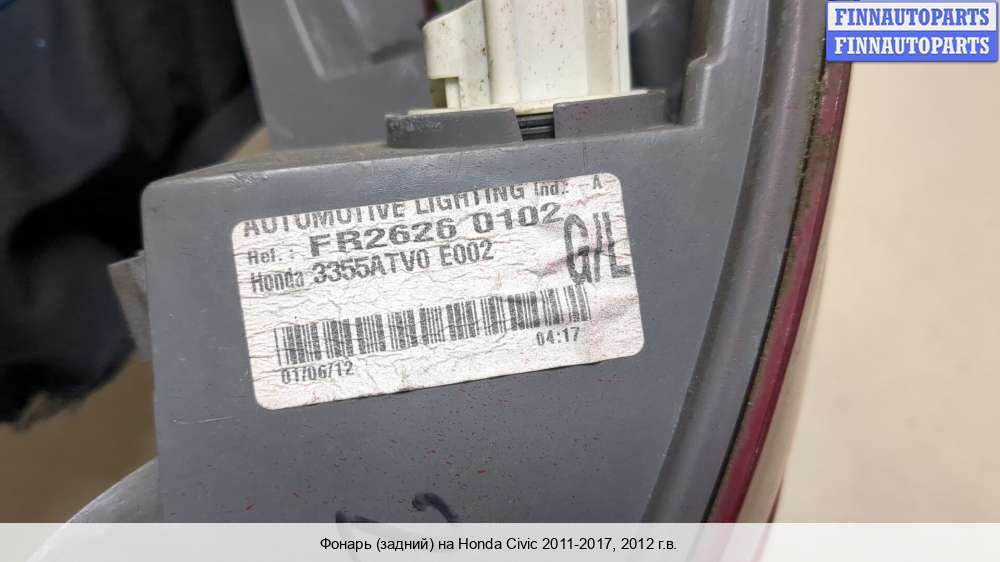 FINNAUTOPARTS
FINNAUTOPARTS
AUTOMOTIVE LIGHTING Ind.: A
Ref.: FR2626 0102
Honda 3355ATV0 E002
G/L
01/06/12 04:17
Фонарь (задний) на Honda Civic 2011-2017, 2012 г.в.